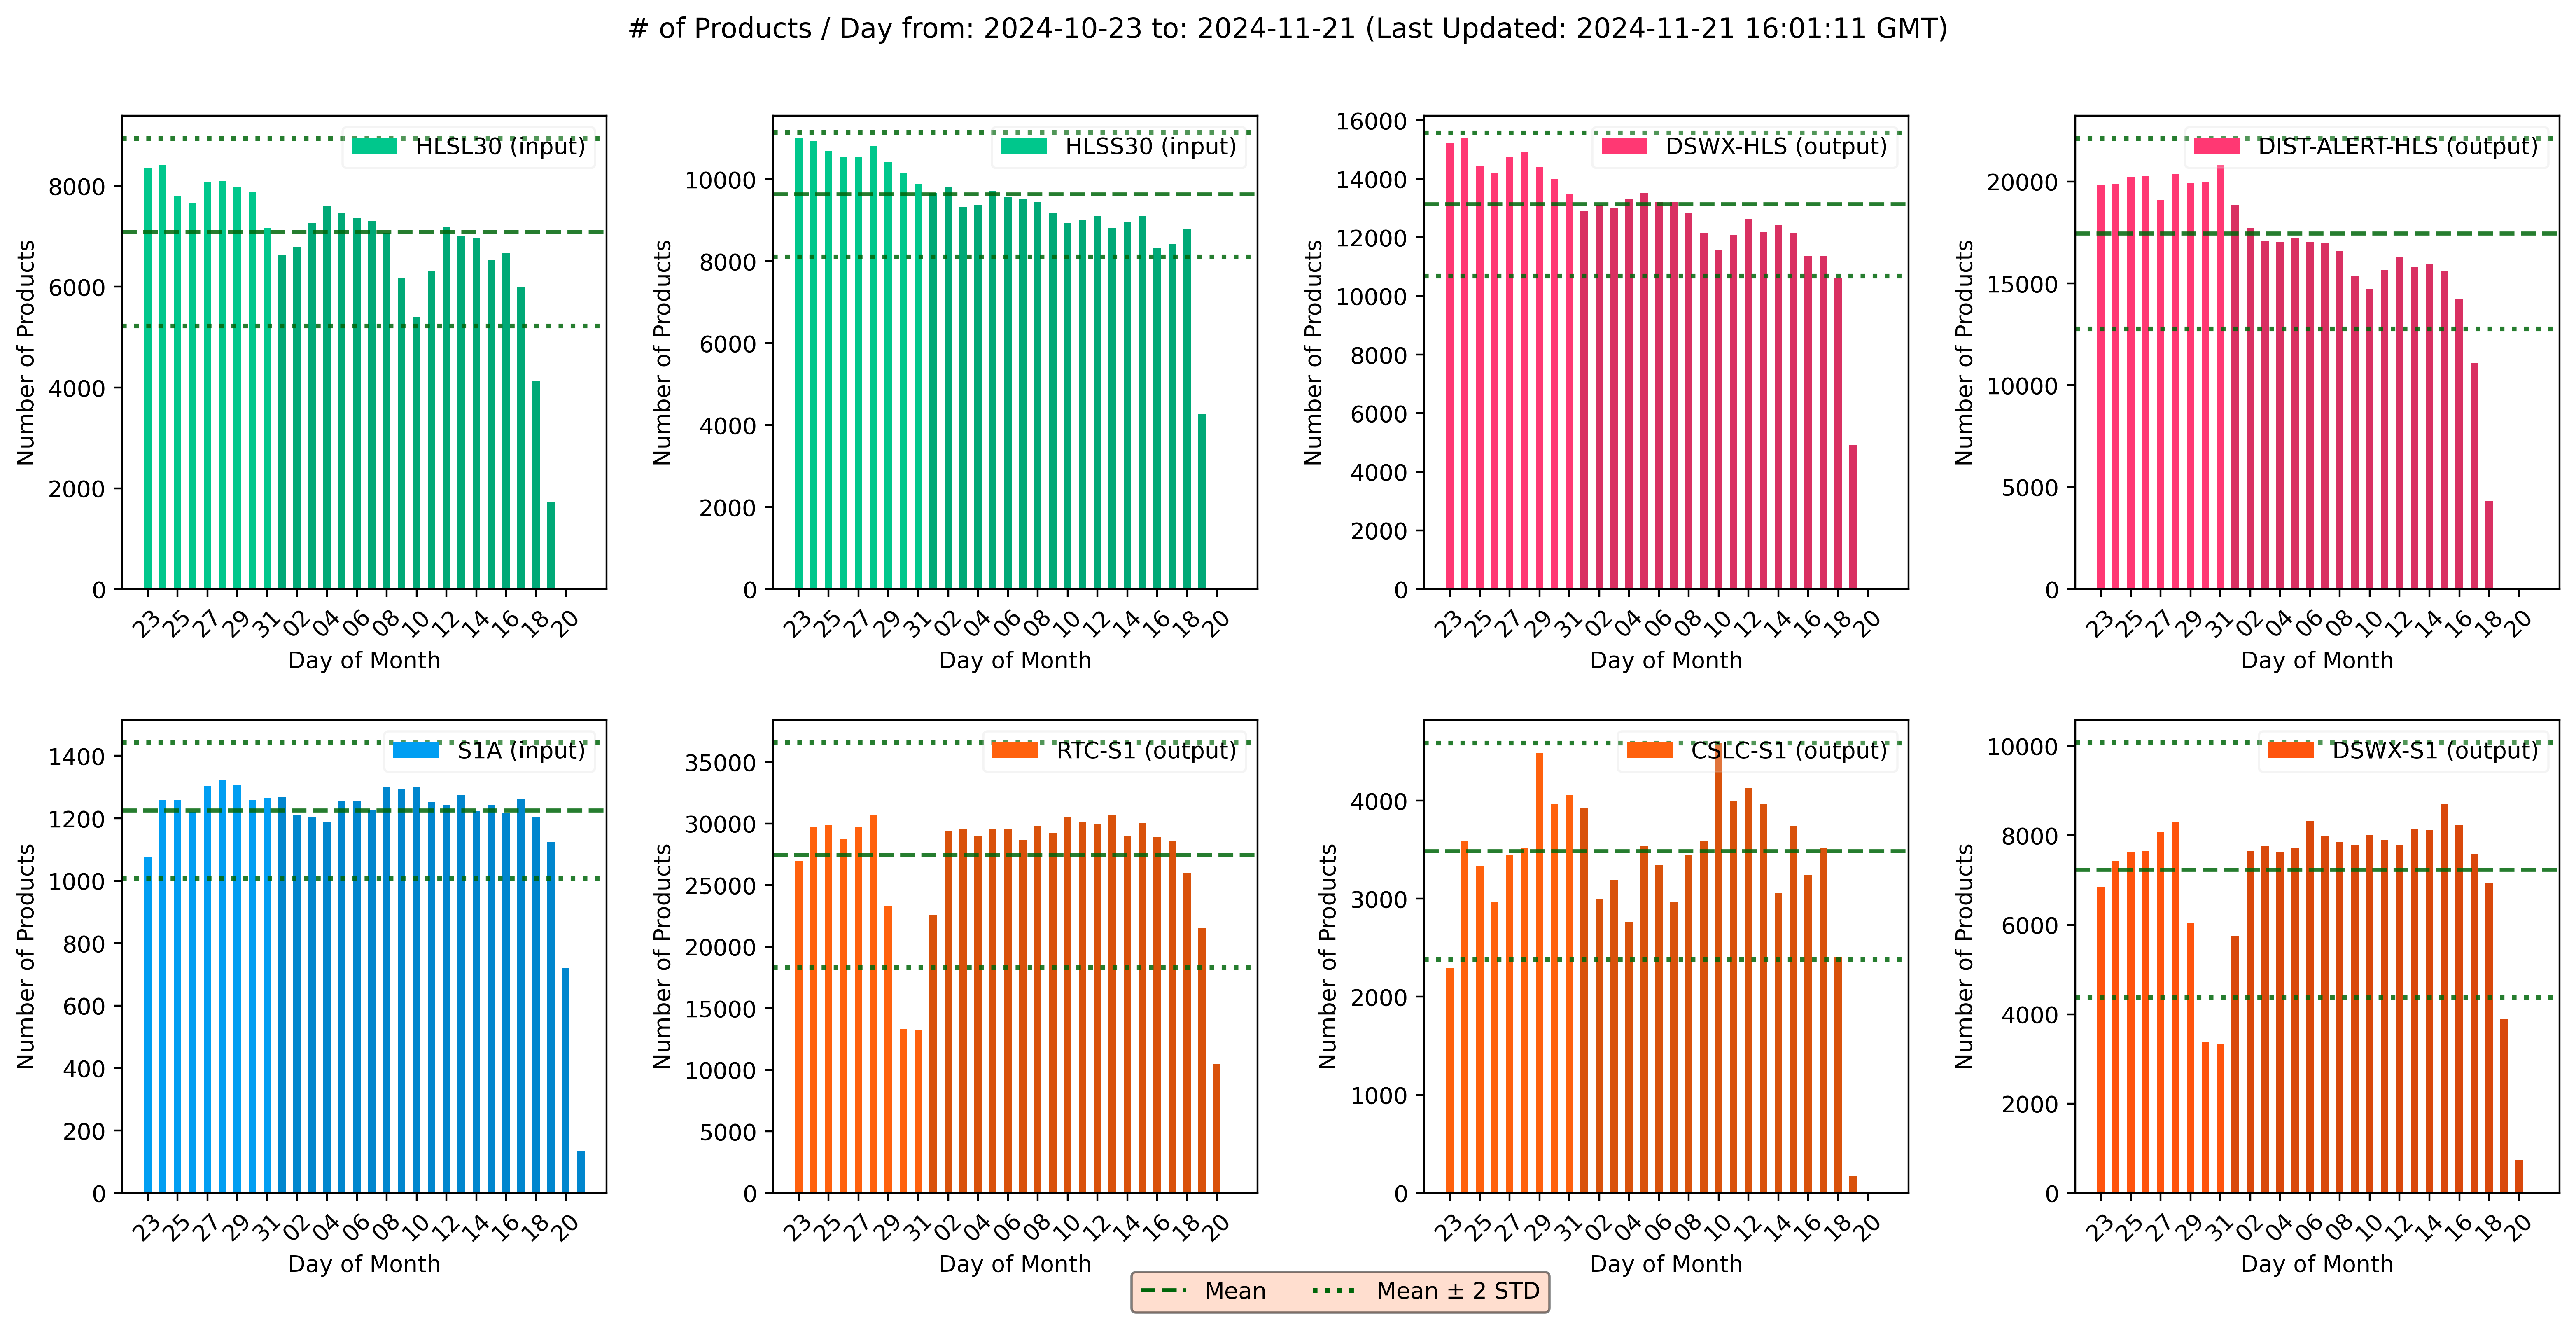 # of Products / Day from: 2024-10-23 to: 2024-11-21 (Last Updated: 2024-11-21 16:01:11 GMT)
HLSL30 (input)
Number of Products
8000
6000
4000
2000
0
23 25 27 29 31 02 04 06 08 10 12 14 16 18 20
Day of Month
HLSS30 (input)
Number of Products
10000
8000
6000
4000
2000
0
23 25 27 29 31 02 04 06 08 10 12 14 16 18 20
Day of Month
DSWX-HLS (output)
Number of Products
16000
14000
12000
10000
8000
6000
4000
2000
0
23 25 27 29 31 02 04 06 08 10 12 14 16 18 20
Day of Month
DIST-ALERT-HLS (output)
Number of Products
20000
15000
10000
5000
0
23 25 27 29 31 02 04 06 08 10 12 14 16 18 20
Day of Month
S1A (input)
Number of Products
1400
1200
1000
800
600
400
200
0
23 25 27 29 31 02 04 06 08 10 12 14 16 18 20
Day of Month
RTC-S1 (output)
Number of Products
35000
30000
25000
20000
15000
10000
5000
0
23 25 27 29 31 02 04 06 08 10 12 14 16 18 20
Day of Month
CSLC-S1 (output)
Number of Products
4000
3000
2000
1000
0
23 25 27 29 31 02 04 06 08 10 12 14 16 18 20
Day of Month
DSWX-S1 (output)
Number of Products
10000
8000
6000
4000
2000
0
23 25 27 29 31 02 04 06 08 10 12 14 16 18 20
Day of Month
Mean
Mean ± 2 STD